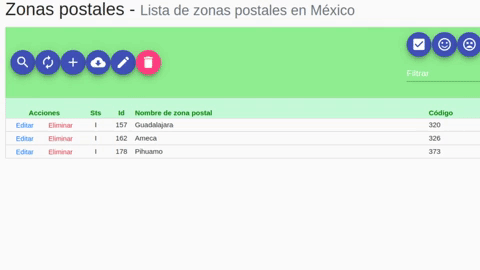 Zonas postales - Lista de zonas postales en México
Filtrar
Acciones Sts Id Nombre de zona postal Código
Editar Eliminar I 157 Guadalajara 320
Editar Eliminar I 162 Ameca 326
Editar Eliminar I 178 Pihuamo 373